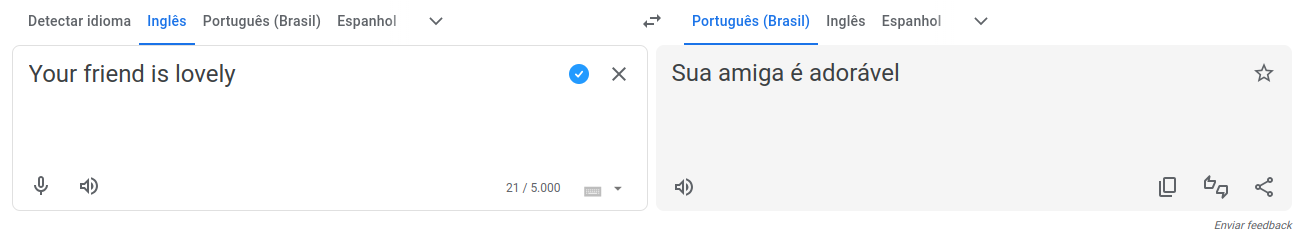 Detectar idioma Inglês Português (Brasil) Espanhol Português (Brasil) Inglês Espanhol
Your friend is lovely
Sua amiga é adorável
21 / 5.000
Enviar feedback